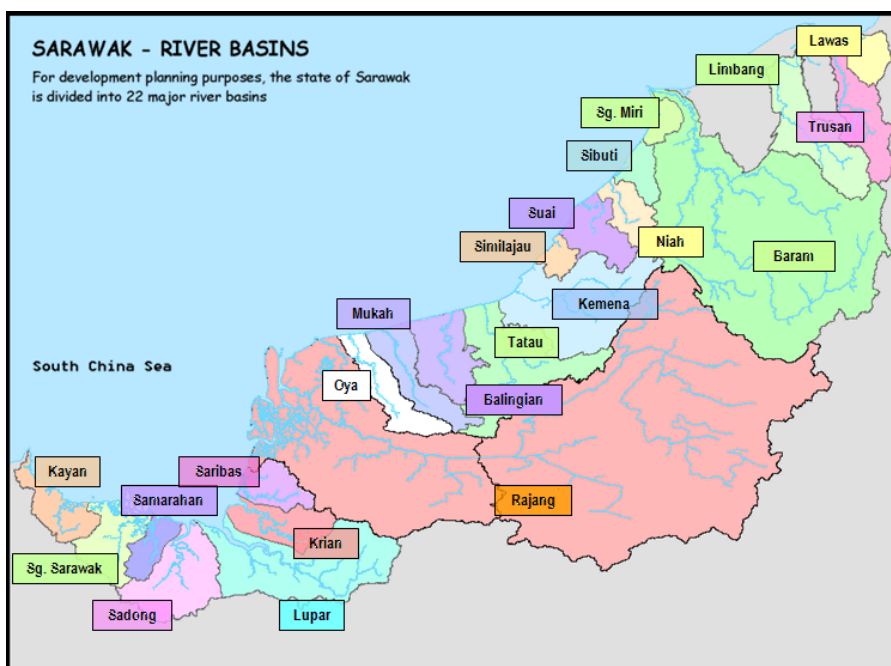 SARAWAK - RIVER BASINS
For development planning purposes, the state of Sarawak
is divided into 22 major river basins
Lawas
Limbang
Sg. Miri
Trusan
Sibuti
Suai
Similajau
Niah
Baram
Kemena
Mukah
Tatau
South China Sea
Oya
Balingian
Kayan
Saribas
Samarahan
Rajang
Krian
Sg. Sarawak
Sadong
Lupar